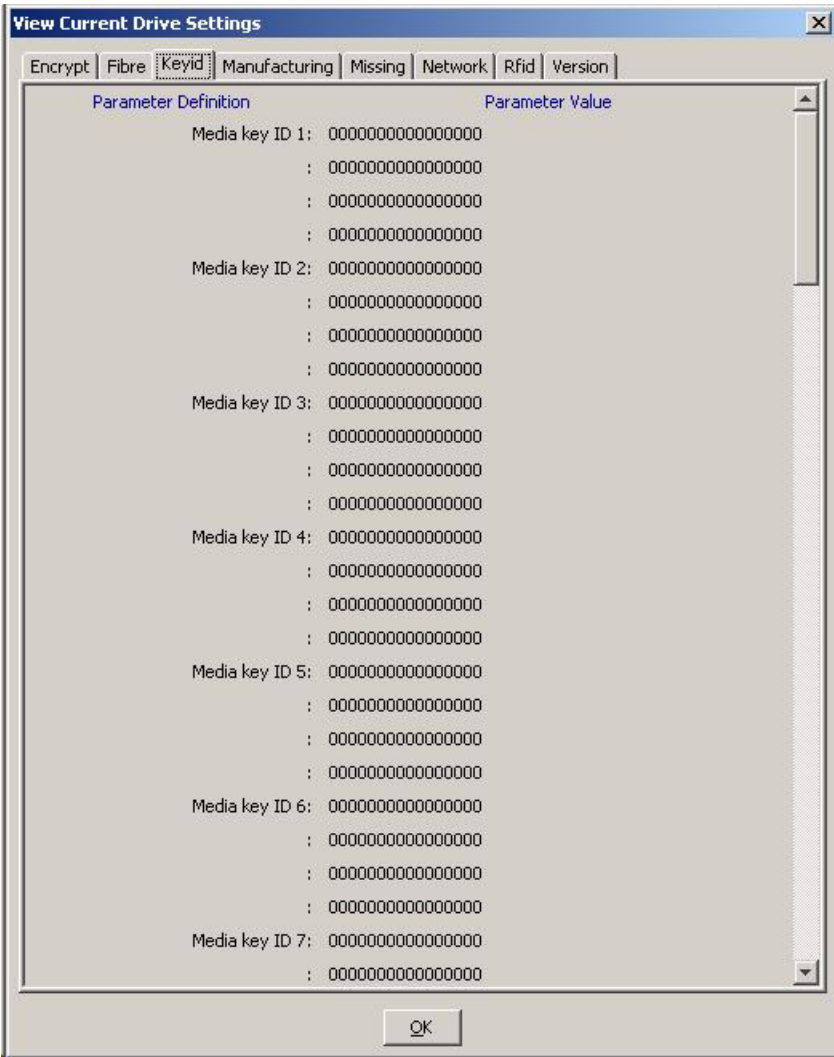 View Current Drive Settings
Encrypt Fibre Keyid Manufacturing Missing Network Rfid Version
Parameter Definition Parameter Value
Media key ID 1: 0000000000000000
: 0000000000000000
: 0000000000000000
: 0000000000000000
Media key ID 2: 0000000000000000
: 0000000000000000
: 0000000000000000
: 0000000000000000
Media key ID 3: 0000000000000000
: 0000000000000000
: 0000000000000000
: 0000000000000000
Media key ID 4: 0000000000000000
: 0000000000000000
: 0000000000000000
: 0000000000000000
Media key ID 5: 0000000000000000
: 0000000000000000
: 0000000000000000
: 0000000000000000
Media key ID 6: 0000000000000000
: 0000000000000000
: 0000000000000000
: 0000000000000000
Media key ID 7: 0000000000000000
: 0000000000000000
OK